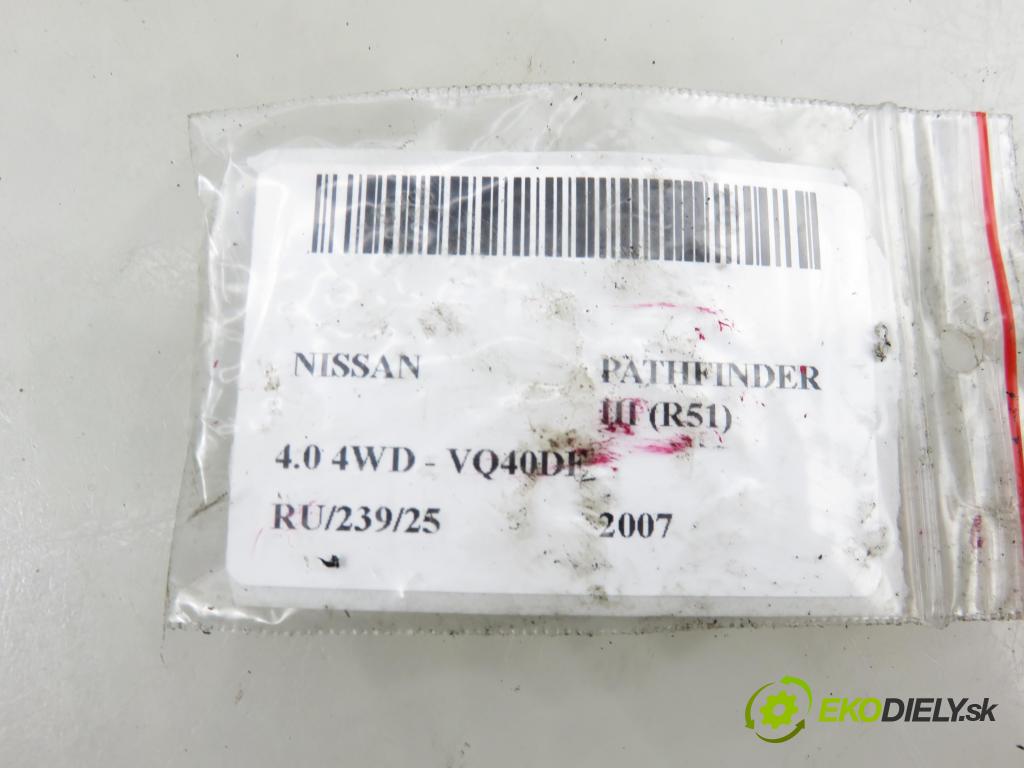 NISSAN PATHFINDER
III (R51)
4.0 4WD - VQ40DE
RU/239/25 2007
EKODIELY.sk